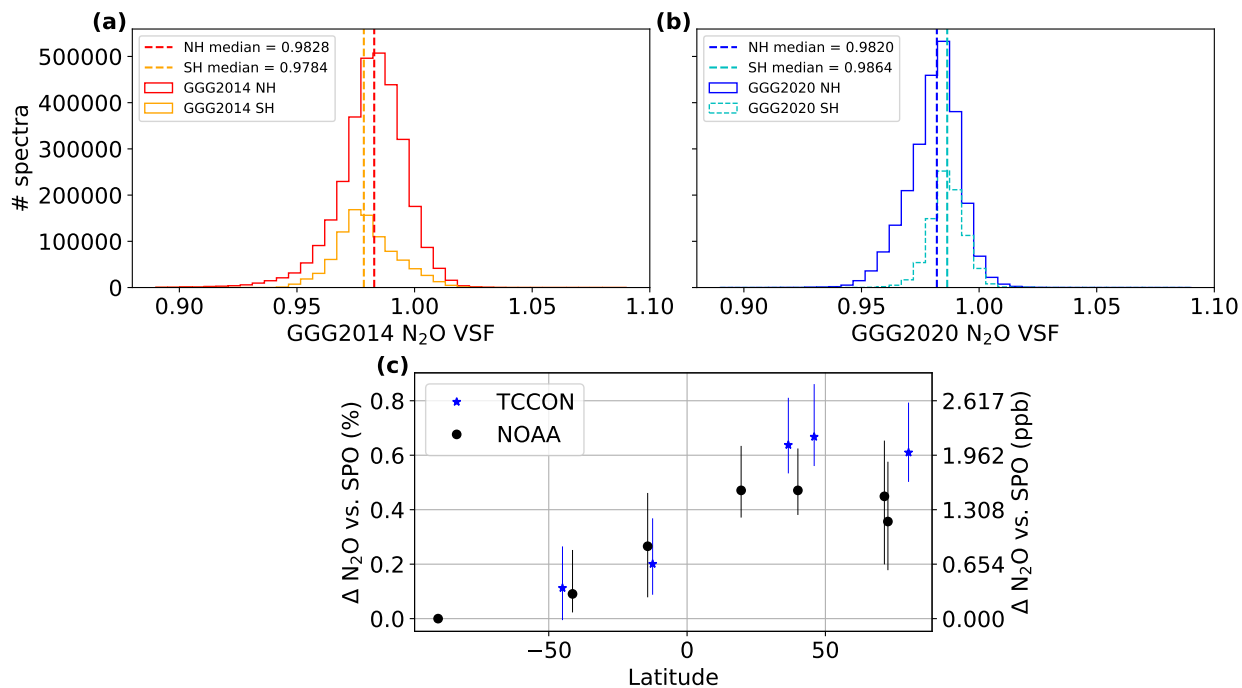 (a)
NH median = 0.9828
SH median = 0.9784
GGG2014 NH
GGG2014 SH
# spectra
500000
400000
300000
200000
100000
0
0.90
0.95
1.00
1.05
1.10
GGG2014 N₂O VSF
(b)
NH median = 0.9820
SH median = 0.9864
GGG2020 NH
GGG2020 SH
0.90
0.95
1.00
1.05
1.10
GGG2020 N₂O VSF
(c)
TCCON
NOAA
Δ N₂O vs. SPO (%)
0.8
0.6
0.4
0.2
0.0
2.617
1.962
1.308
0.654
0.000
Δ N₂O vs. SPO (ppb)
−50
0
50
Latitude